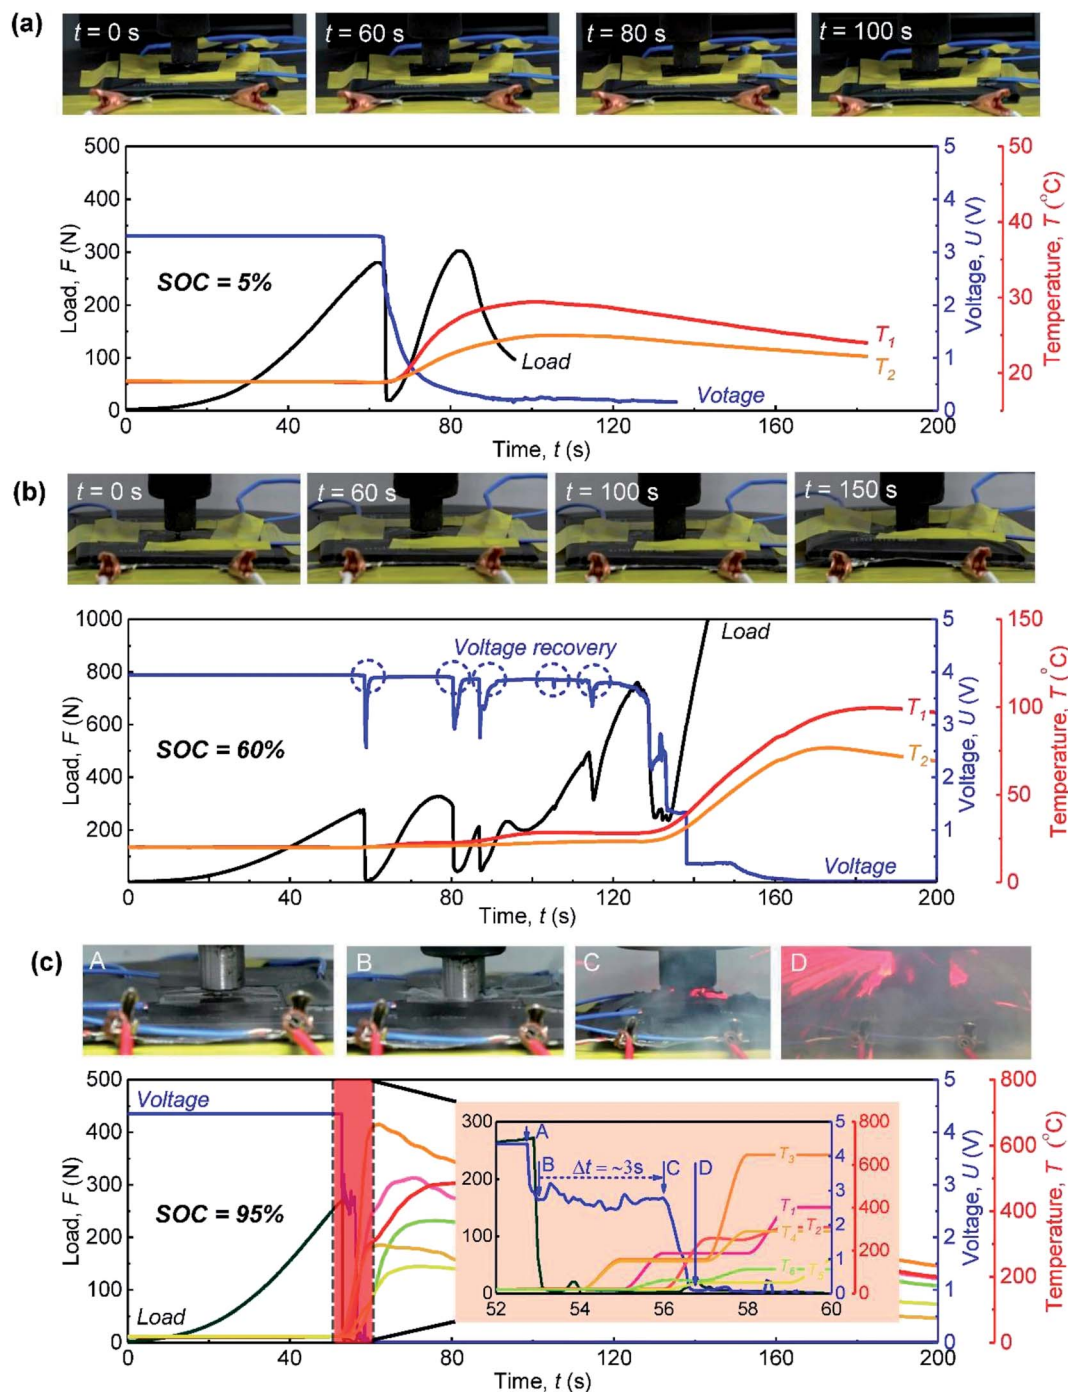 (a)
t = 0 s
t = 60 s
t = 80 s
t = 100 s
500
400
300
200
100
0
Load, F (N)
SOC = 5%
Load
Votage
T1
T2
5
4
3
2
1
0
Voltage, U (V)
50
40
30
20
Temperature, T (°C)
0 40 80 120 160 200
Time, t (s)
(b)
t = 0 s
t = 60 s
t = 100 s
t = 150 s
1000
800
600
400
200
Load, F (N)
Voltage recovery
SOC = 60%
Load
T1
T2
Voltage
5
4
3
2
1
0
Voltage, U (V)
150
100
50
0
Temperature, T (°C)
0 40 80 120 160 200
Time, t (s)
(c)
A
B
C
D
500
400
300
200
100
0
Load, F (N)
Voltage
SOC = 95%
Load
300
200
100
0
A
B
Δt = ~3s
C
D
T3
T1
T4
T2
T6
T5
5
4
3
2
1
0
800
600
400
200
0
52 54 56 58 60
5
4
3
2
1
0
Voltage, U (V)
800
600
400
200
0
Temperature, T (°C)
0 40 80 120 160 200
Time, t (s)